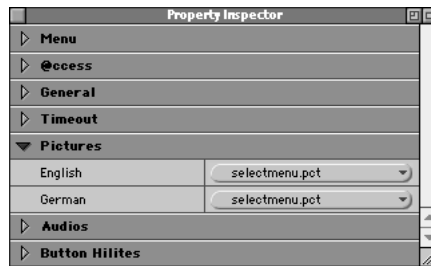 Property Inspector
Menu
@ccess
General
Timeout
Pictures
English selectmenu.pct
German selectmenu.pct
Audios
Button Hilites